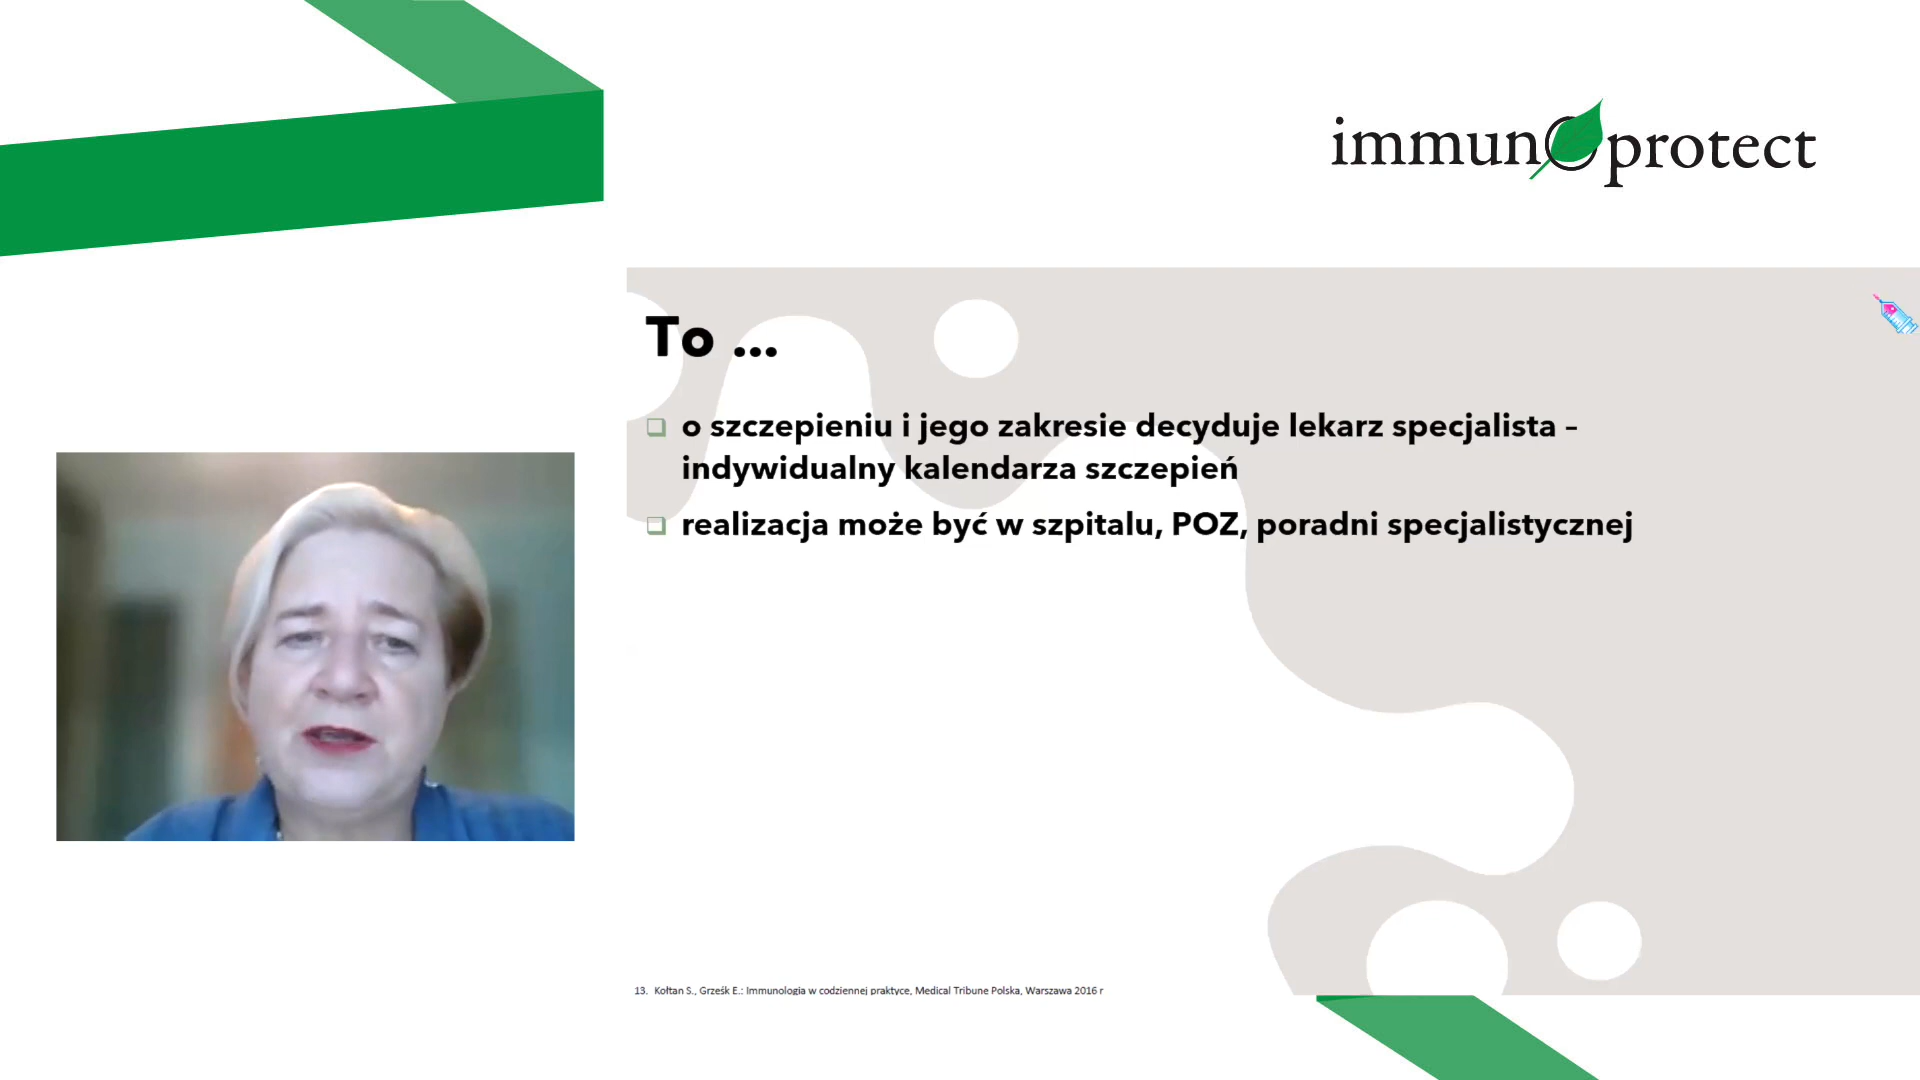 immunoprotect
To ...
o szczepieniu i jego zakresie decyduje lekarz specjalista –
indywidualny kalendarza szczepień
realizacja może być w szpitalu, POZ, poradni specjalistycznej
13. Kołtan S., Grześk E.: Immunologia w codziennej praktyce, Medical Tribune Polska, Warszawa 2016 r